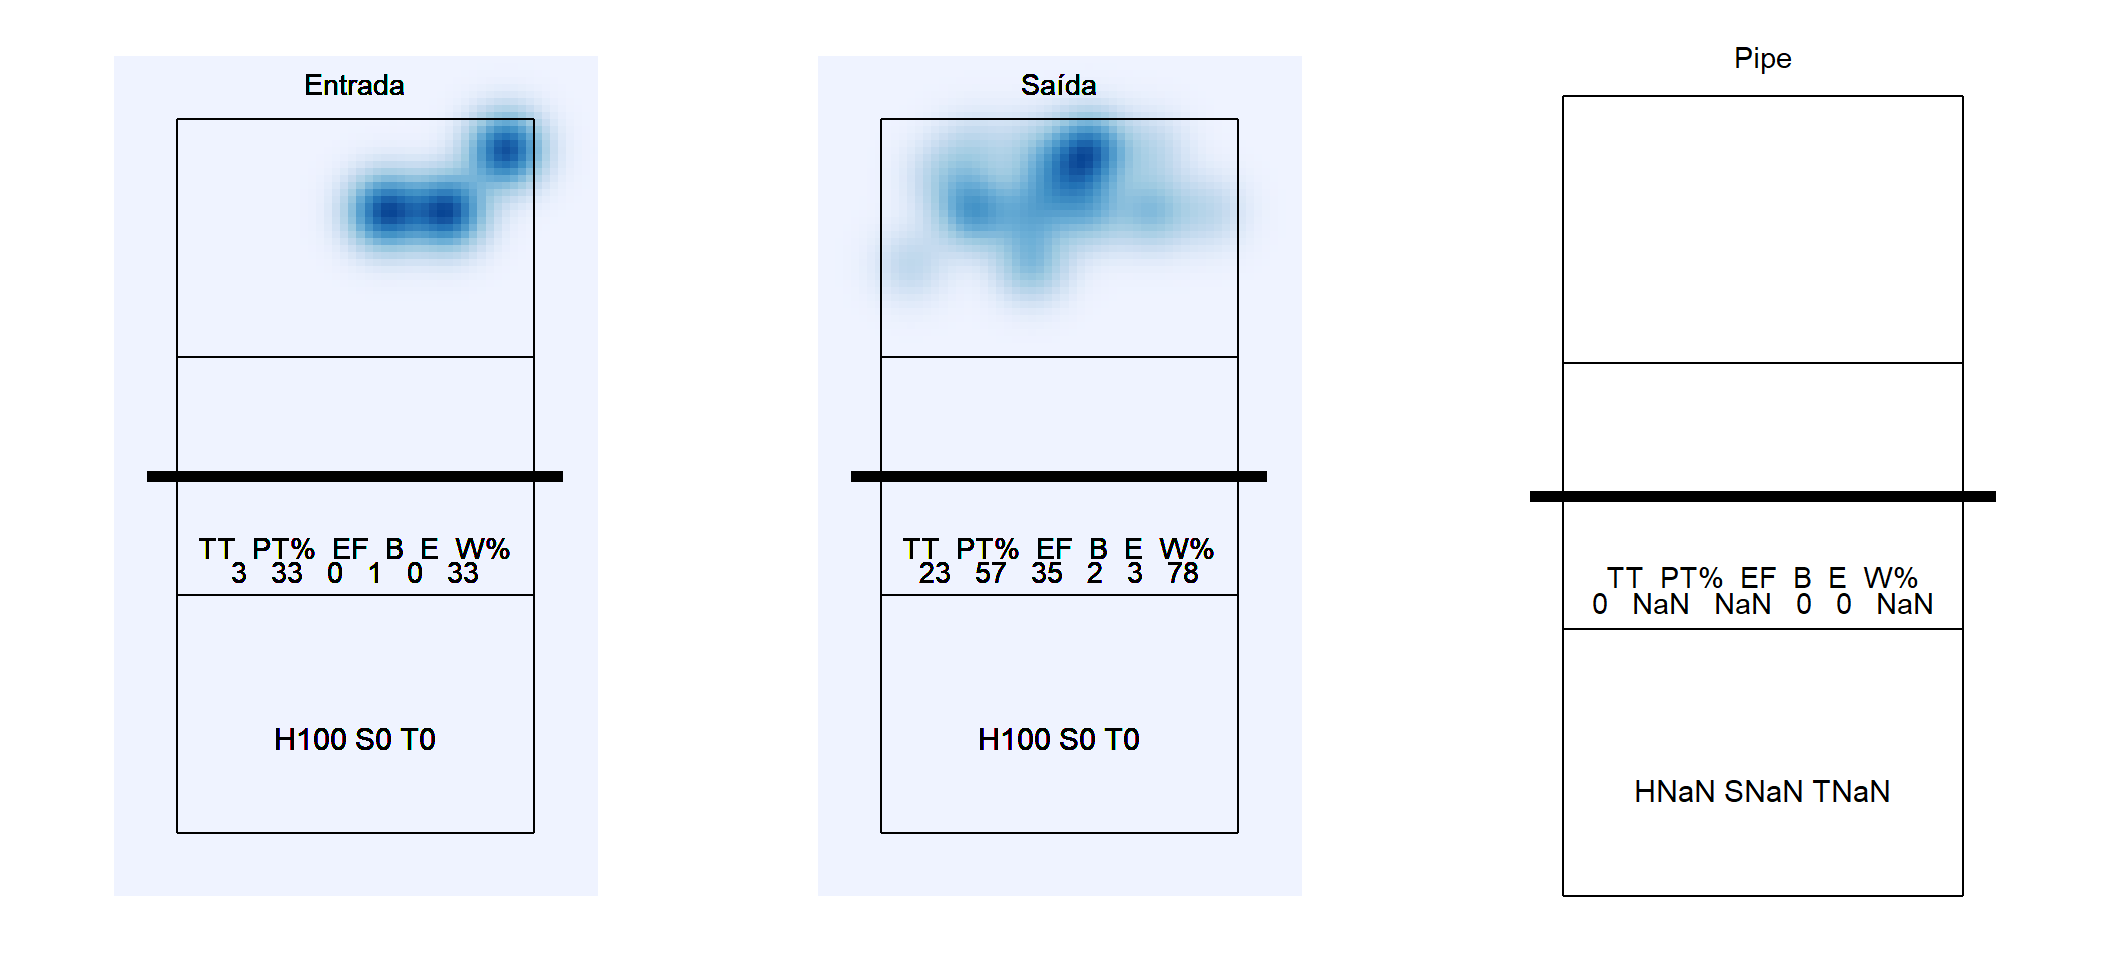 Entrada
TT PT% EF B E W%
3 33 0 1 0 33
H100 S0 T0
Saída
TT PT% EF B E W%
23 57 35 2 3 78
H100 S0 T0
Pipe
TT PT% EF B E W%
0 NaN NaN 0 0 NaN
HNaN SNaN TNaN